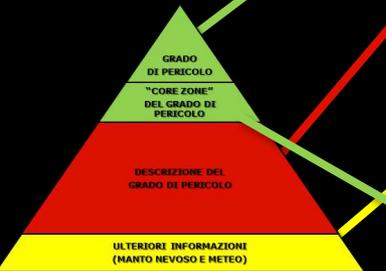 GRADO
DI PERICOLO
“CORE ZONE”
DEL GRADO DI
PERICOLO
DESCRIZIONE DEL
GRADO DI PERICOLO
ULTERIORI INFORMAZIONI
(MANTO NEVOSO E METEO)